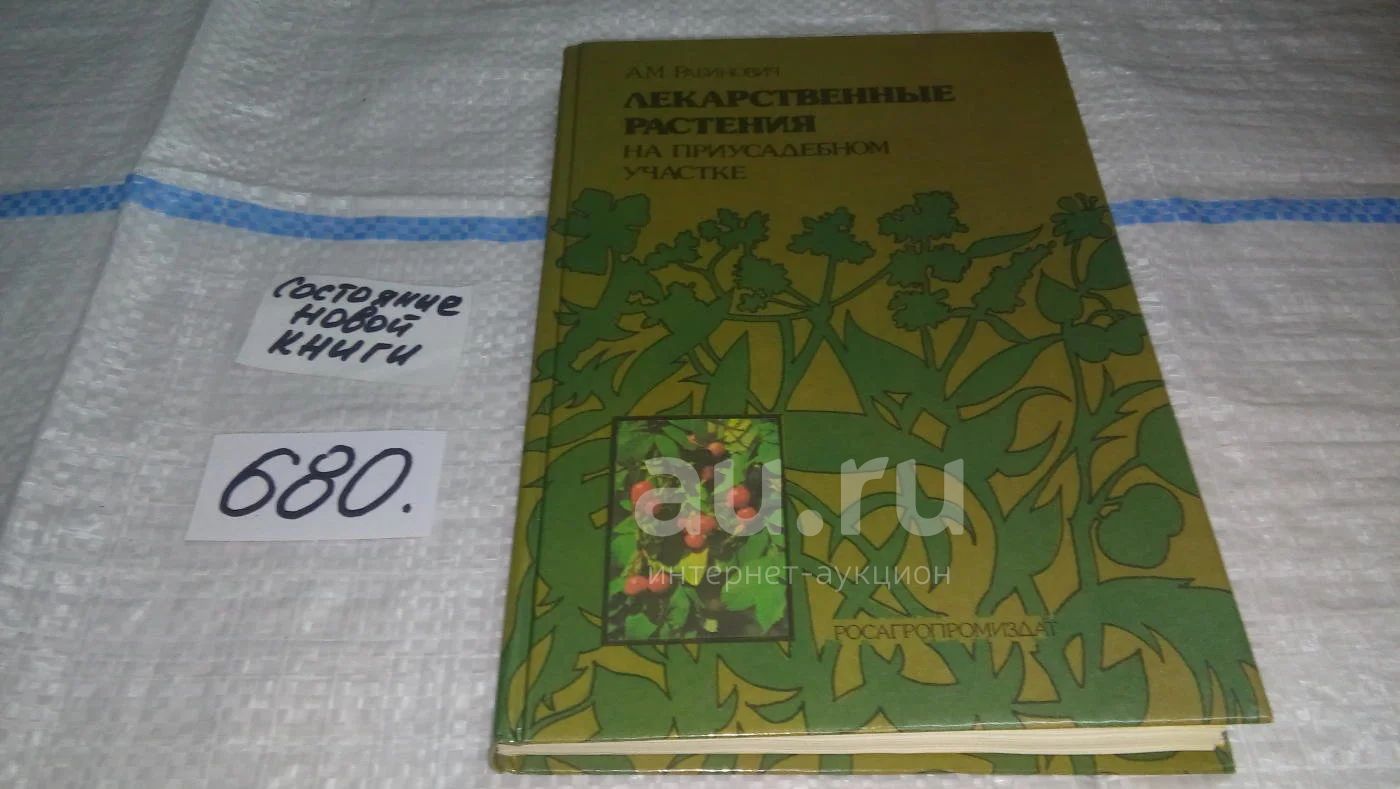 А.М. РАБИНОВИЧ
ЛЕКАРСТВЕННЫЕ
РАСТЕНИЯ
НА ПРИУСАДЕБНОМ
УЧАСТКЕ
Состояние
новой
книги
680.
au.ru
интернет-аукцион
РОСАГРОПРОМИЗДАТ